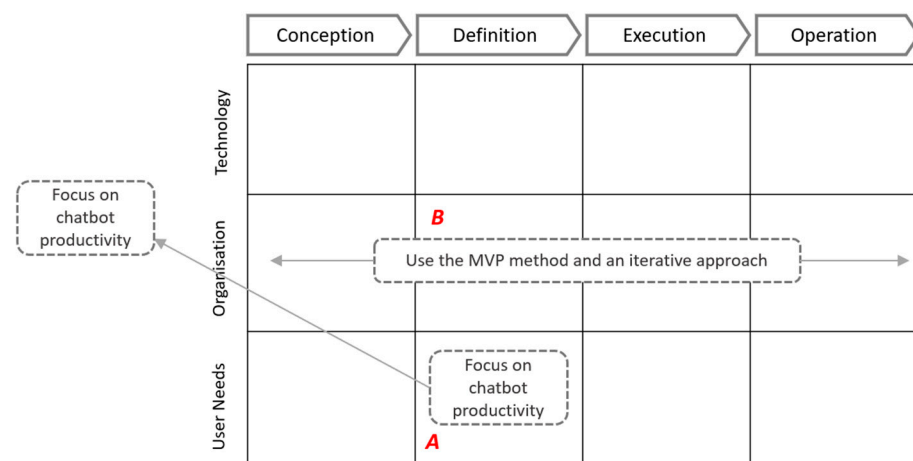 Conception
Definition
Execution
Operation
Technology
Focus on
chatbot
productivity
Organisation
B
Use the MVP method and an iterative approach
User Needs
Focus on
chatbot
productivity
A